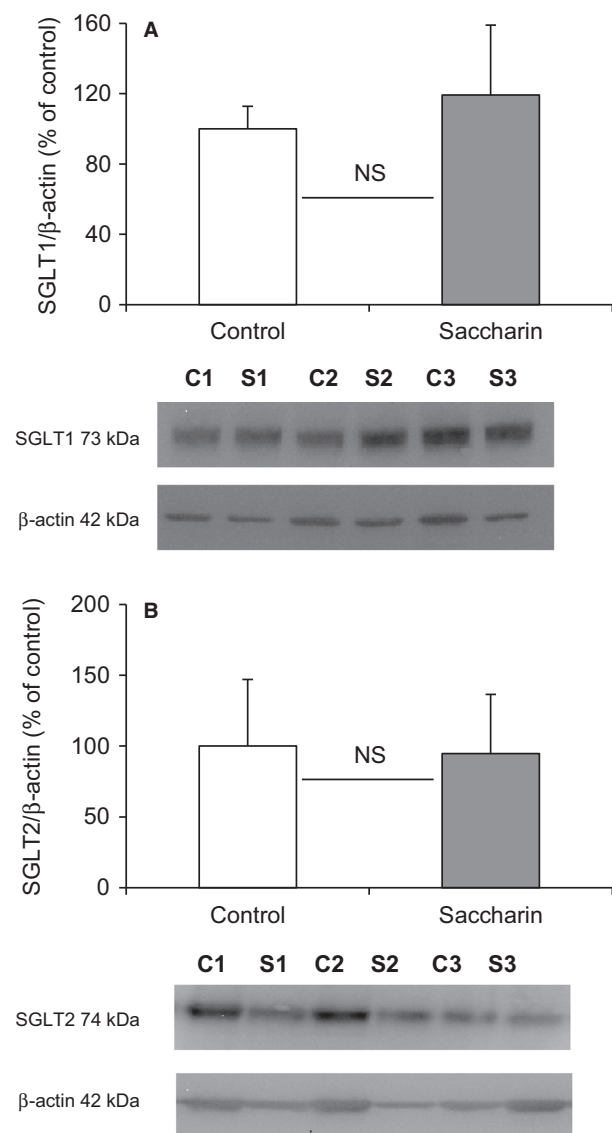 A
SGLT1/β-actin (% of control)
160
120
80
40
0
NS
Control Saccharin
C1 S1 C2 S2 C3 S3
SGLT1 73 kDa
β-actin 42 kDa
B
SGLT2/β-actin (% of control)
200
150
100
50
0
NS
Control Saccharin
C1 S1 C2 S2 C3 S3
SGLT2 74 kDa
β-actin 42 kDa